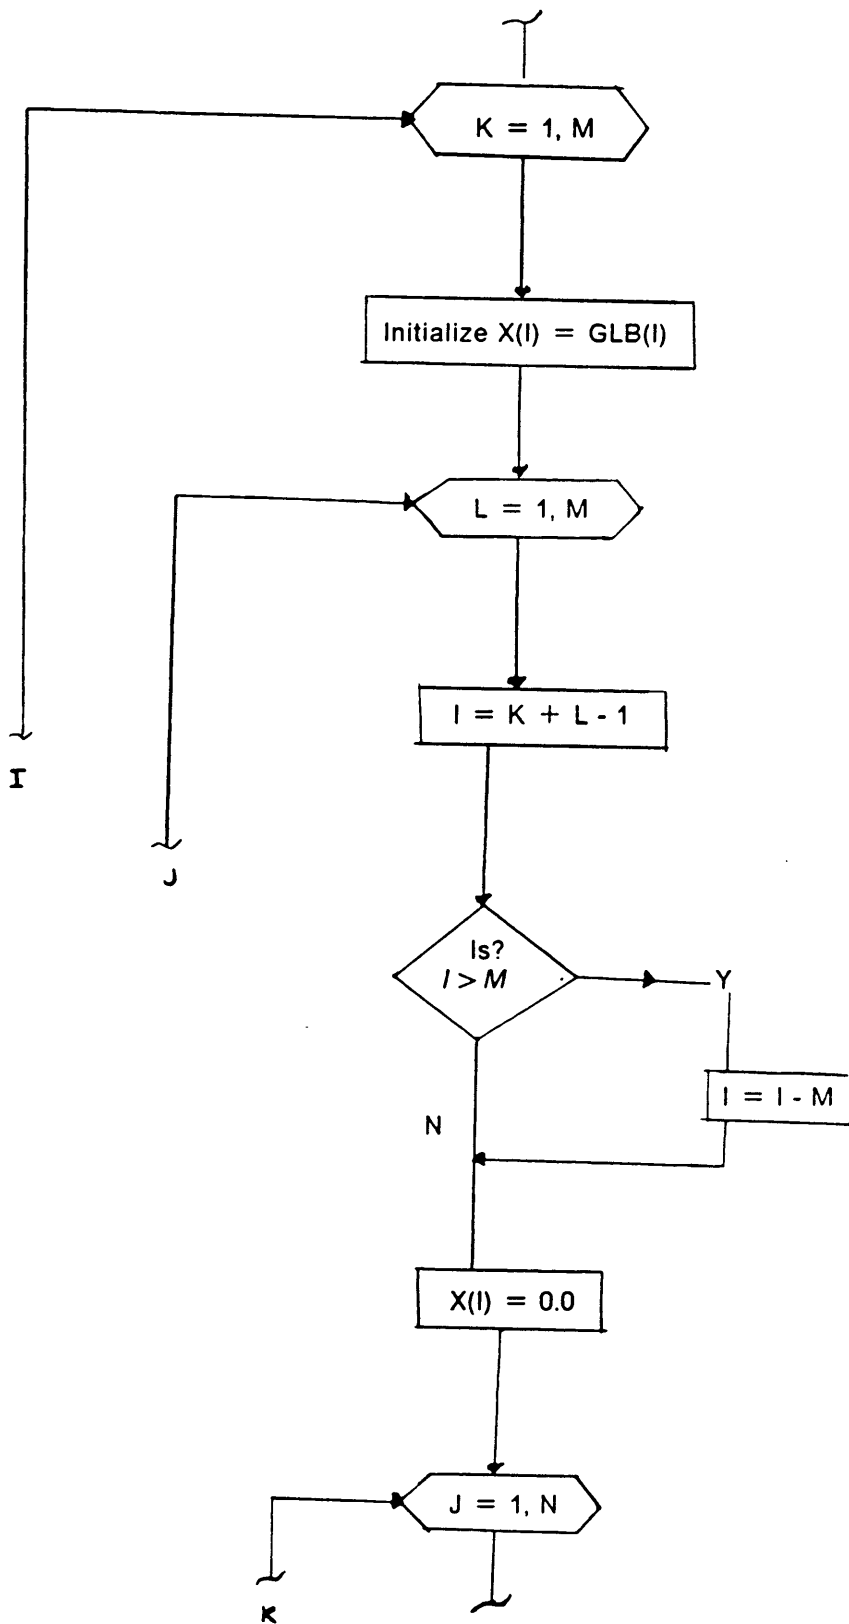 K = 1, M
Initialize X(I) = GLB(I)
L = 1, M
I = K + L - 1
I
J
Is?
I > M
Y
I = I - M
N
X(I) = 0.0
J = 1, N
K